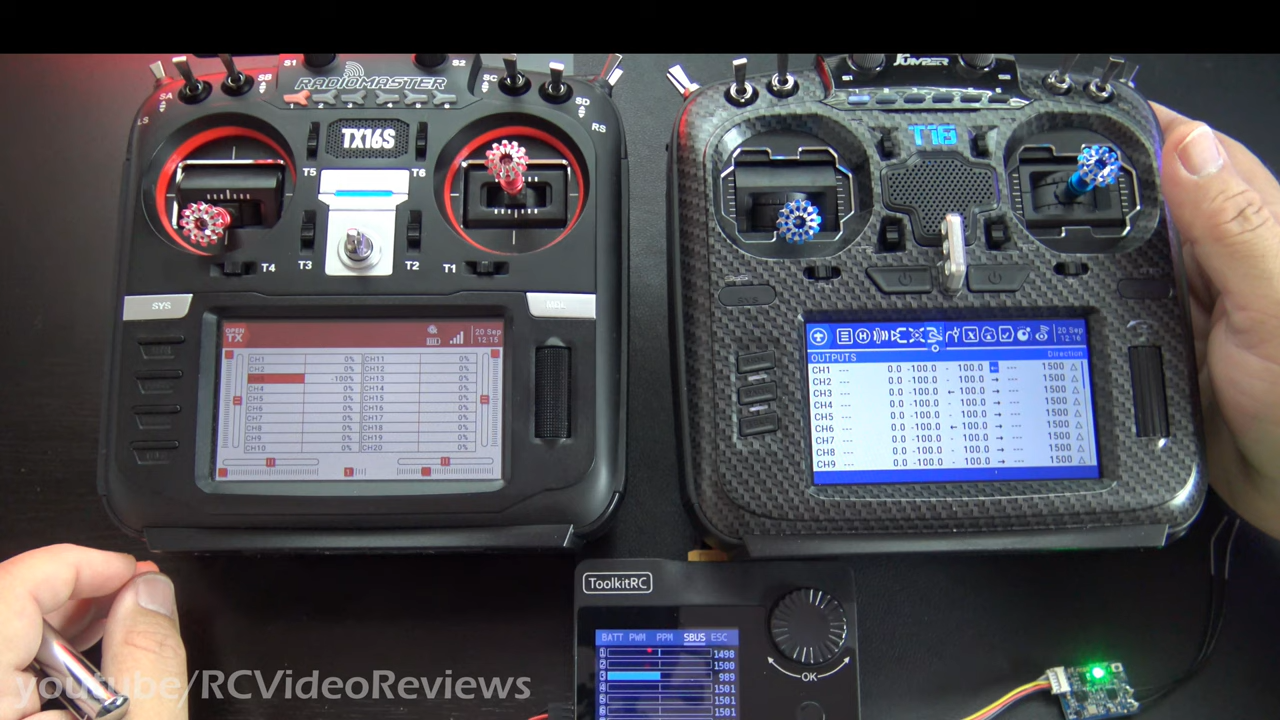 S1
S2
RADIOMASTER
SA
SB
SC
SD
LS
RS
TX16S
T5
T6
T4
T3
T2
T1
SYS
MDL
OPEN
TX
20 Sep
12:15
CH1 0% CH11 0%
CH2 0% CH12 0%
-100% CH13 0%
CH4 0% CH14 0%
CH5 0% CH15 0%
CH6 0% CH16 0%
CH7 0% CH17 0%
CH8 0% CH18 0%
CH9 0% CH19 0%
CH10 0% CH20 0%
JUMPER
T16
SYS
20 Sep
12:16
OUTPUTS Direction
CH1 --- 0.0 -100.0 - 100.0 ← --- 1500 △
CH2 --- 0.0 -100.0 - 100.0 → --- 1500 △
CH3 --- 0.0 -100.0 - 100.0 ← --- 1500 △
CH4 --- 0.0 -100.0 - 100.0 → --- 1500 △
CH5 --- 0.0 -100.0 - 100.0 → --- 1500 △
CH6 --- 0.0 -100.0 - 100.0 ← --- 1500 △
CH7 --- 0.0 -100.0 - 100.0 → --- 1500 △
CH8 --- 0.0 -100.0 - 100.0 → --- 1500 △
CH9 --- 0.0 -100.0 - 100.0 → --- 1500 △
ToolkitRC
BATT PWM PPM SBUS ESC
1 1498
2 1500
3 989
4 1501
5 1501
6 1501
OK
youtube/RCVideoReviews